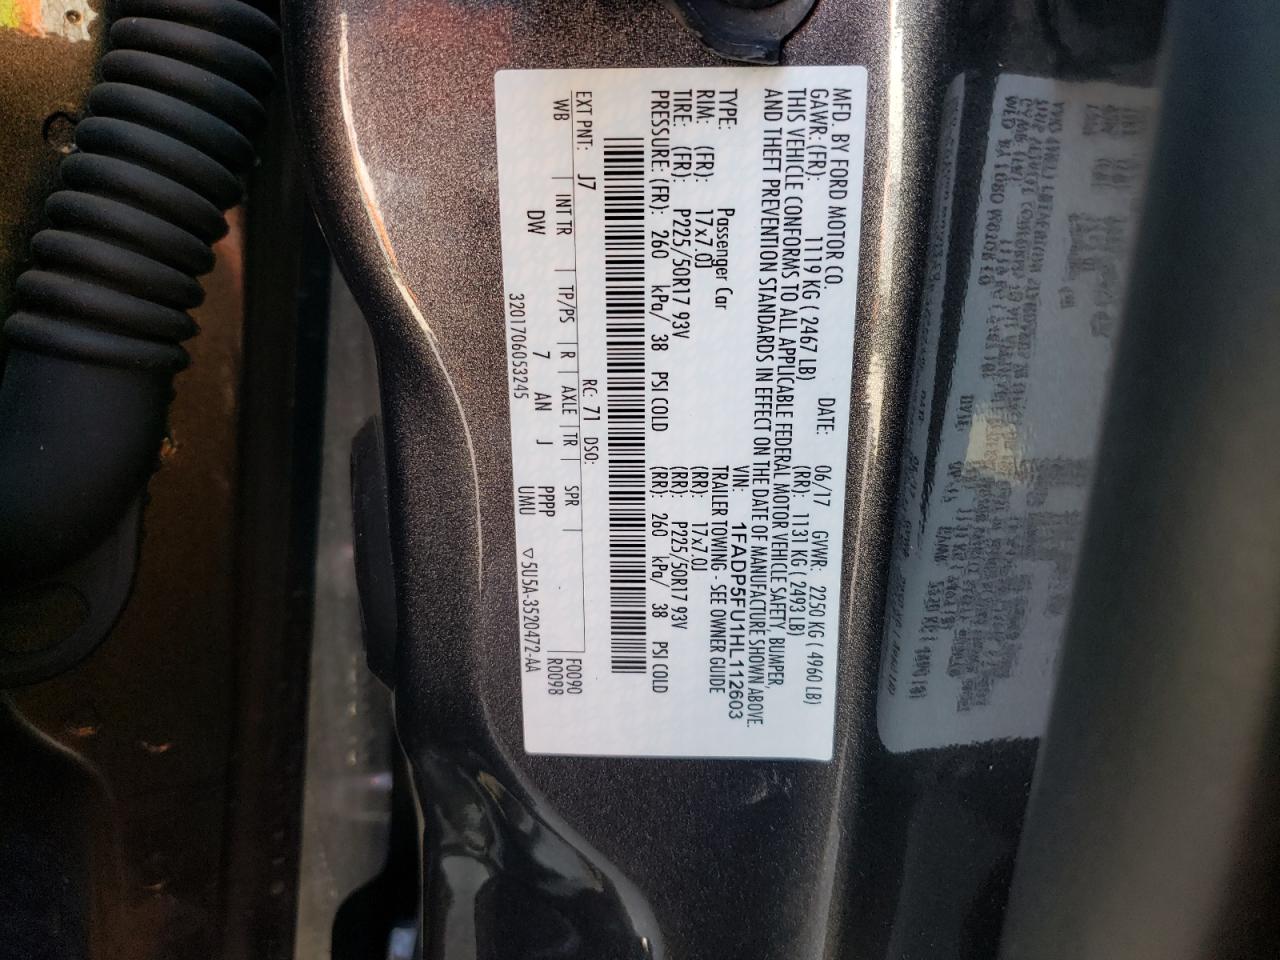 MFD. BY FORD MOTOR CO.
DATE: 06/17 GVWR: 2250 KG ( 4960 LB)
GAWR: (FR): 1119 KG ( 2467 LB) (RR): 1131 KG ( 2493 LB)
THIS VEHICLE CONFORMS TO ALL APPLICABLE FEDERAL MOTOR VEHICLE SAFETY, BUMPER,
AND THEFT PREVENTION STANDARDS IN EFFECT ON THE DATE OF MANUFACTURE SHOWN ABOVE.
VIN: 1FADP5FU1HL112603
TYPE: Passenger Car TRAILER TOWING - SEE OWNER GUIDE
RIM: (FR): 17x7.0J (RR): 17x7.0J
TIRE: (FR): P225/50R17 93V (RR): P225/50R17 93V
PRESSURE: (FR): 260 kPa/ 38 PSI COLD (RR): 260 kPa/ 38 PSI COLD
RC: 71 DSO: F0090
EXT PNT: J7 R0098
WB | INT TR | TP/PS | R | AXLE | TR | SPR |
DW 7 AN J PPPP
3201706053245 UMU ▽5U5A-3520472-AA